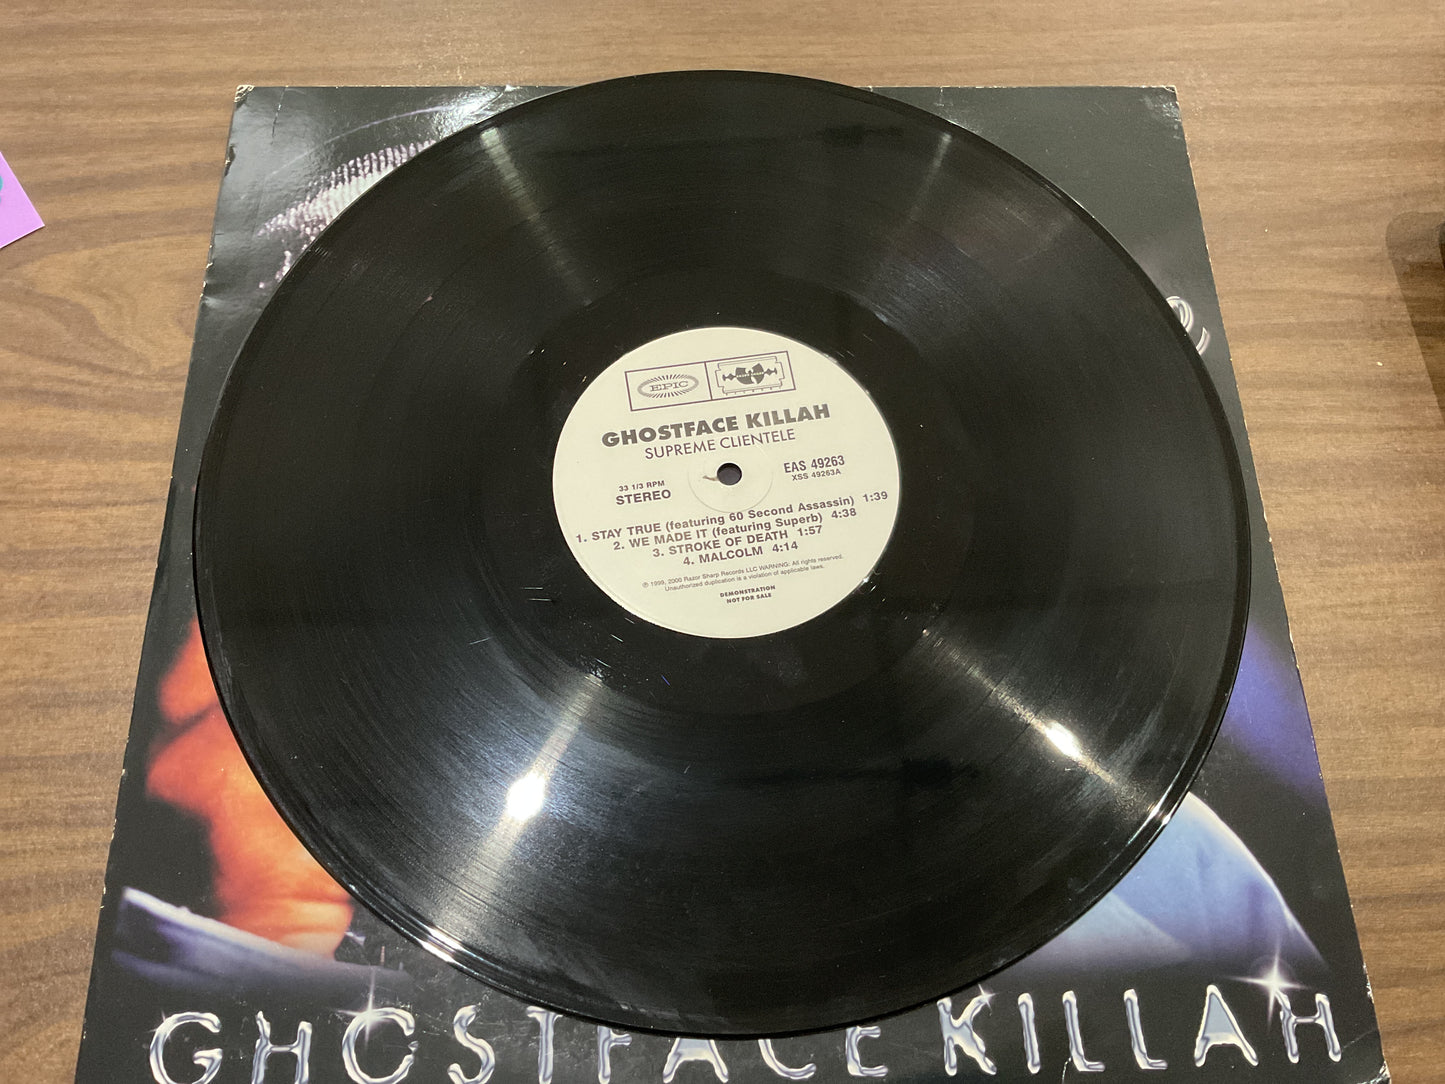 EPIC
GHOSTFACE KILLAH
SUPREME CLIENTELE
33 1/3 RPM
STEREO
EAS 49263
XSS 49263A
1. STAY TRUE (featuring 60 Second Assassin) 1:39
2. WE MADE IT (featuring Superb) 4:38
3. STROKE OF DEATH 1:57
4. MALCOLM 4:14
℗ 1999, 2000 Razor Sharp Records LLC WARNING: All rights reserved.
Unauthorized duplication is a violation of applicable laws.
DEMONSTRATION
NOT FOR SALE
GHOSTFACE KILLAH